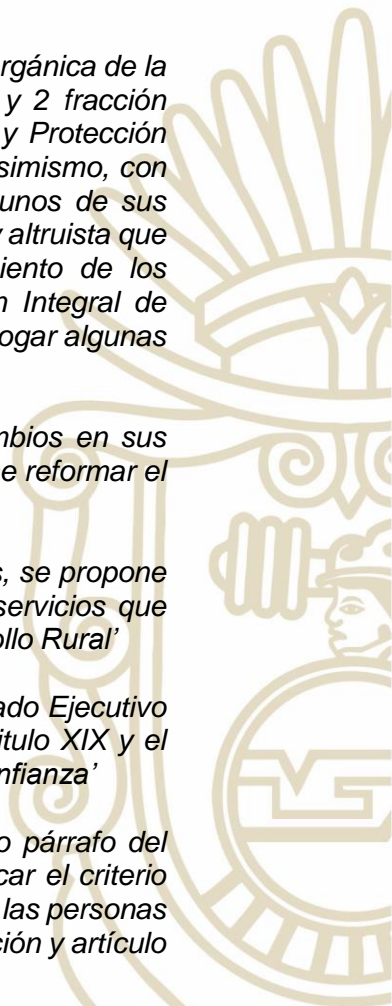 rgánica de la
y 2 fracción
y Protección
simismo, con
unos de sus
y altruista que
iento de los
n Integral de
ogar algunas
mbios en sus
e reformar el
s, se propone
servicios que
ollo Rural’
ado Ejecutivo
itulo XIX y el
nfianza’
o párrafo del
car el criterio
las personas
ción y artículo